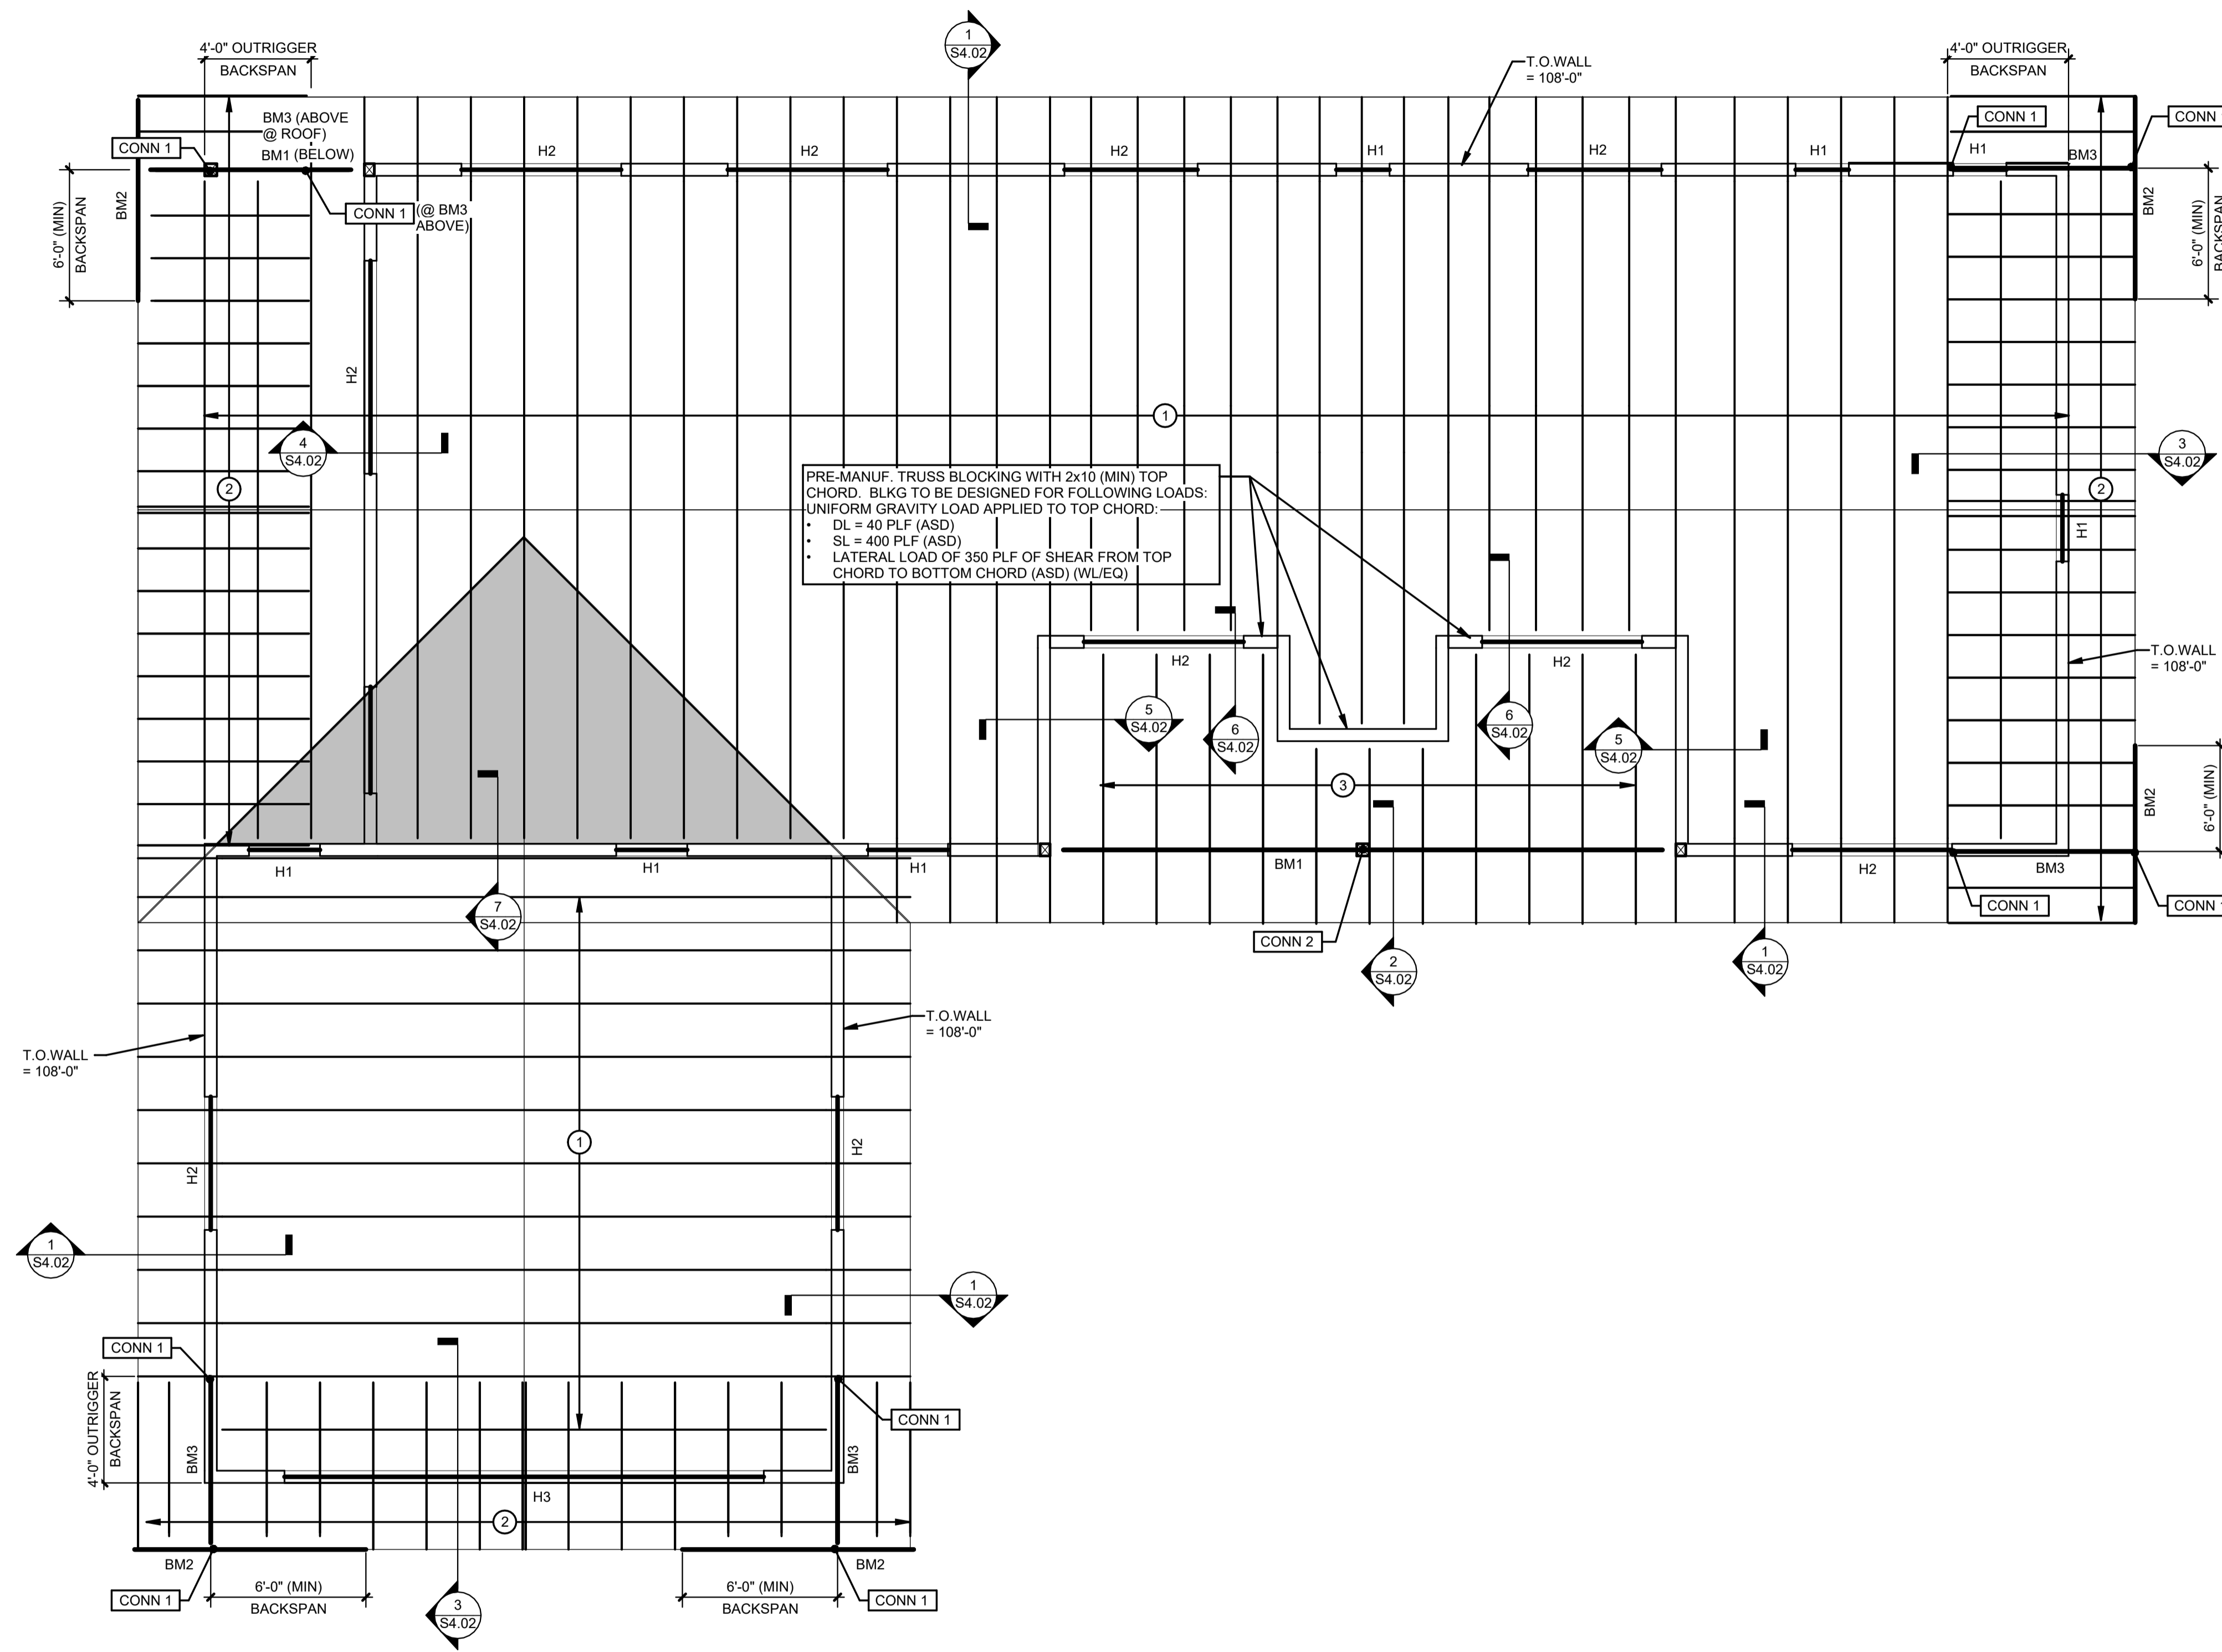 1
S4.02
4'-0" OUTRIGGER
BACKSPAN
4'-0" OUTRIGGER
BACKSPAN
T.O.WALL
= 108'-0"
BM3 (ABOVE
@ ROOF)
BM1 (BELOW)
CONN 1
CONN 1
CONN 1
H2
H2
H2
H1
H2
H1
H1
BM3
6'-0" (MIN)
BACKSPAN
BM2
CONN 1
(@ BM3
ABOVE)
BM2
6'-0" (MIN)
BACKSPAN
H2
1
4
S4.02
3
S4.02
2
2
PRE-MANUF. TRUSS BLOCKING WITH 2x10 (MIN) TOP
CHORD. BLKG TO BE DESIGNED FOR FOLLOWING LOADS:
UNIFORM GRAVITY LOAD APPLIED TO TOP CHORD:
• DL = 40 PLF (ASD)
• SL = 400 PLF (ASD)
• LATERAL LOAD OF 350 PLF OF SHEAR FROM TOP
CHORD TO BOTTOM CHORD (ASD) (WL/EQ)
H1
T.O.WALL
= 108'-0"
H2
H2
5
S4.02
6
S4.02
6
S4.02
5
S4.02
3
BM2
6'-0" (MIN)
H1
H1
H1
BM1
H2
BM3
7
S4.02
CONN 1
CONN 1
CONN 2
2
S4.02
1
S4.02
T.O.WALL
= 108'-0"
T.O.WALL
= 108'-0"
1
H2
H2
1
S4.02
1
S4.02
CONN 1
4'-0" OUTRIGGER
BACKSPAN
CONN 1
BM3
BM3
H3
2
BM2
BM2
6'-0" (MIN)
BACKSPAN
6'-0" (MIN)
BACKSPAN
CONN 1
CONN 1
3
S4.02